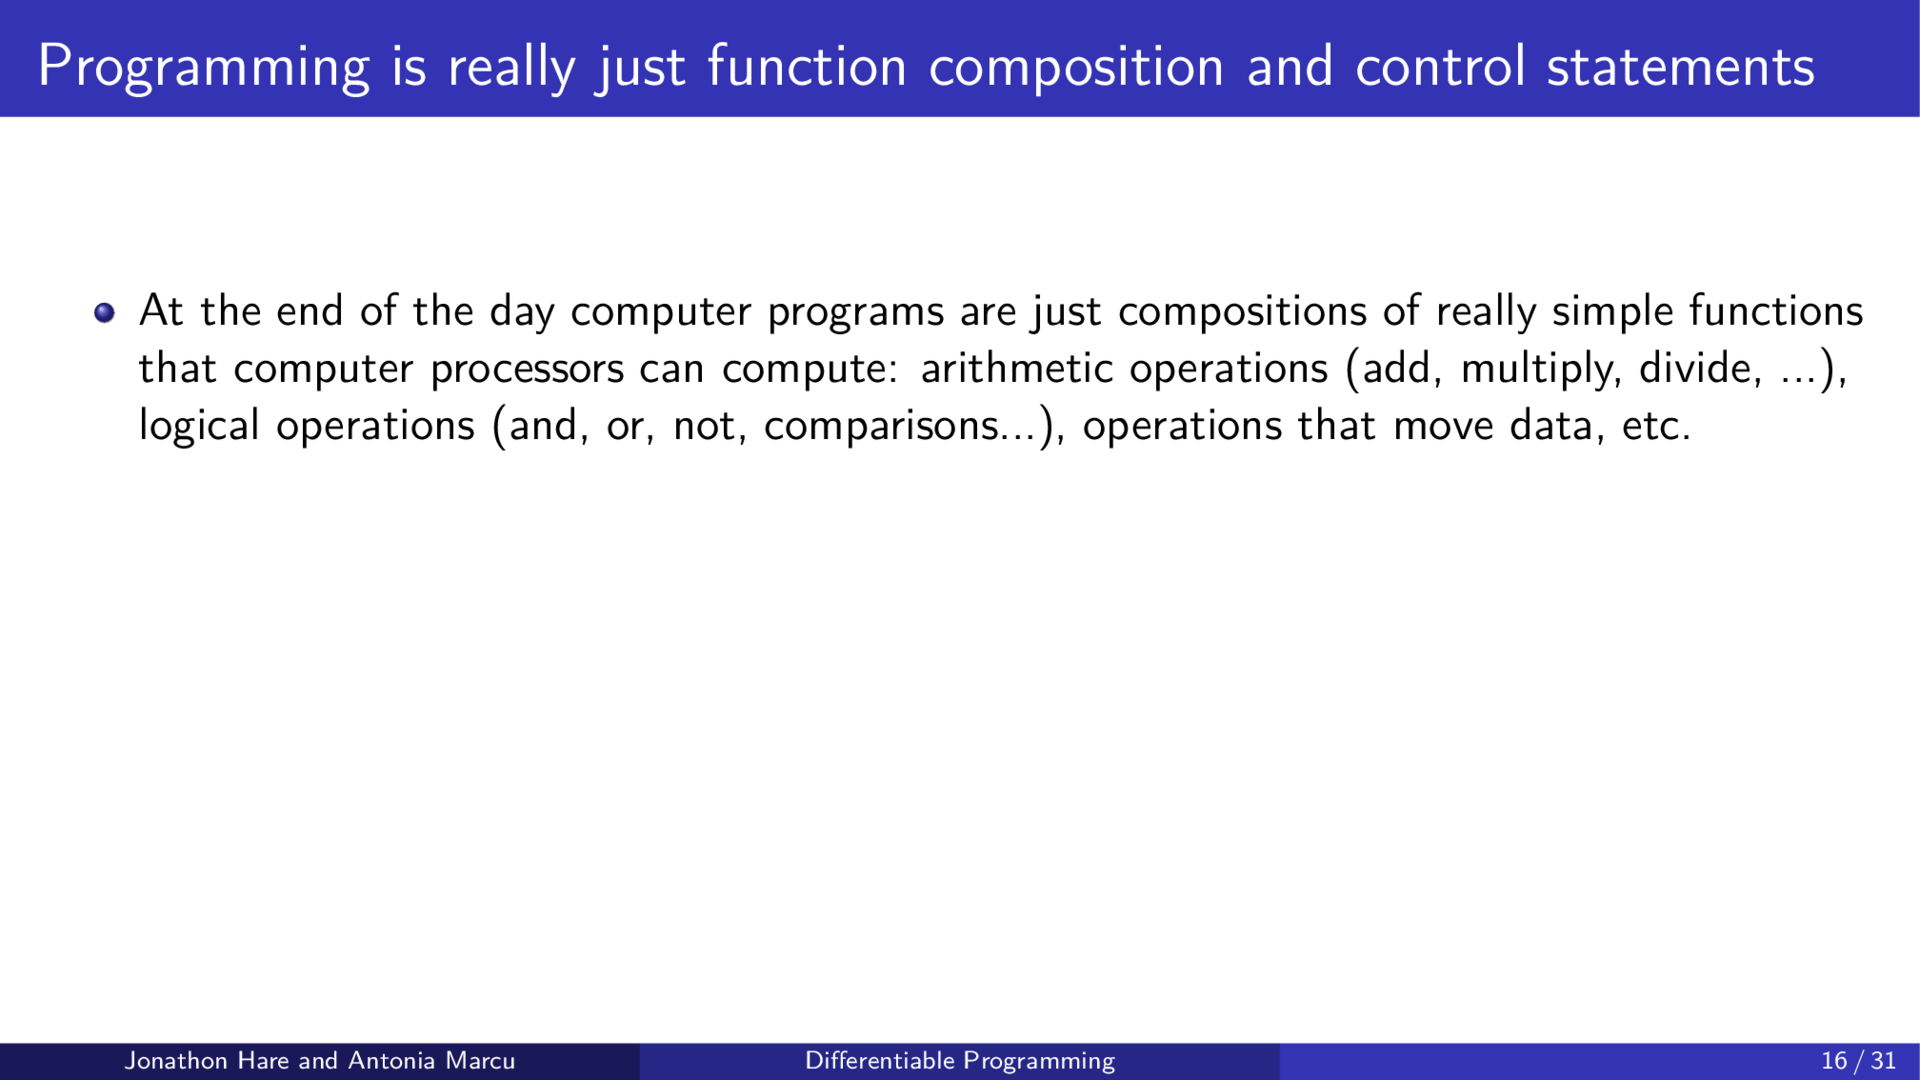 Programming is really just function composition and control statements
At the end of the day computer programs are just compositions of really simple functions
that computer processors can compute: arithmetic operations (add, multiply, divide, ...),
logical operations (and, or, not, comparisons...), operations that move data, etc.
Jonathon Hare and Antonia Marcu
Differentiable Programming
16 / 31